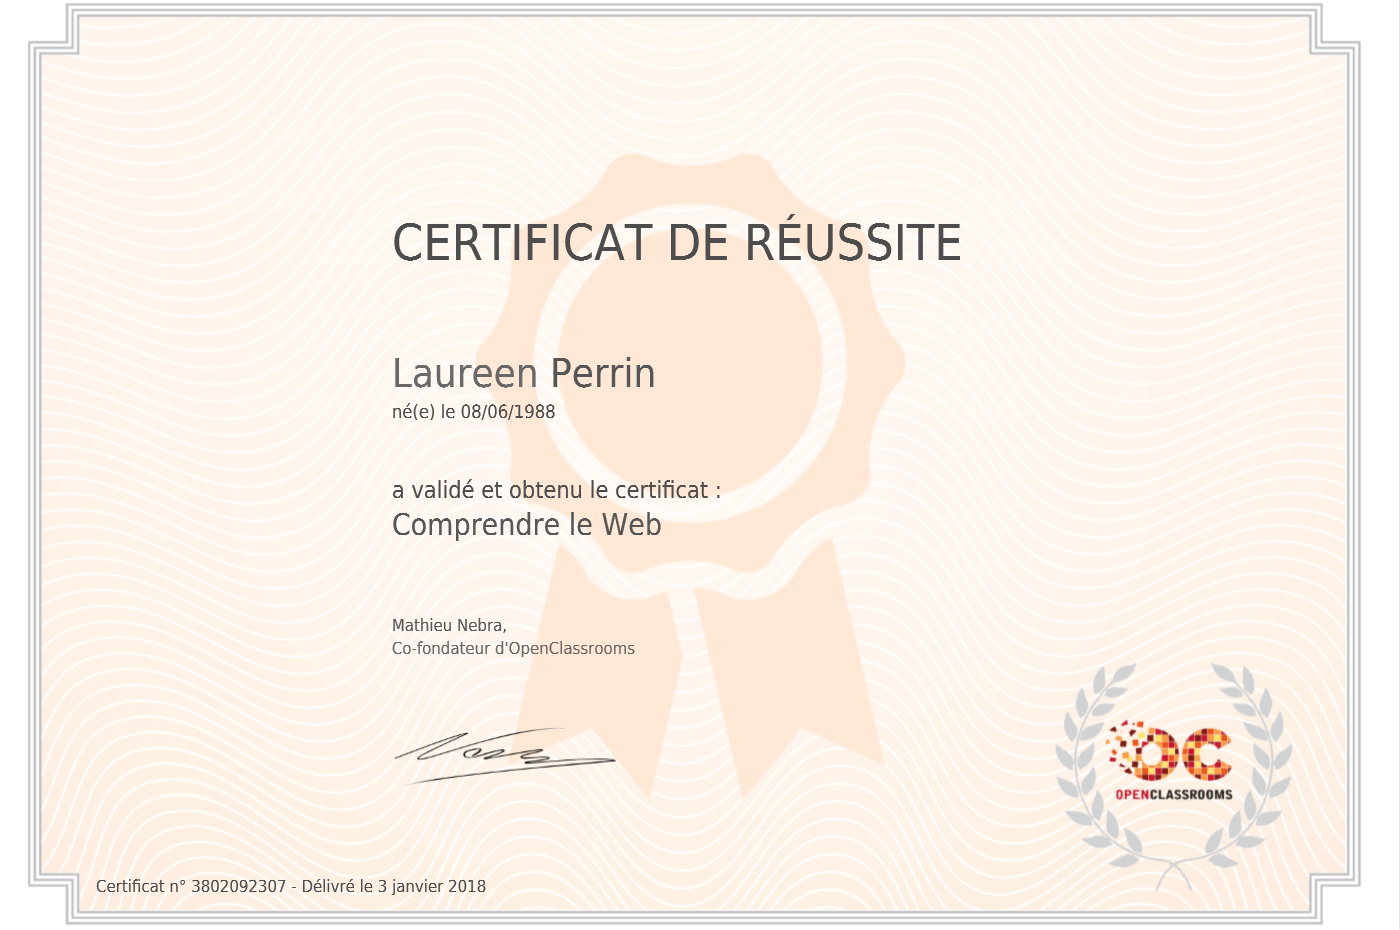 CERTIFICAT DE RÉUSSITE
Laureen Perrin
né(e) le 08/06/1988
a validé et obtenu le certificat :
Comprendre le Web
Mathieu Nebra,
Co-fondateur d'OpenClassrooms
OC
OPENCLASSROOMS
Certificat n° 3802092307 - Délivré le 3 janvier 2018